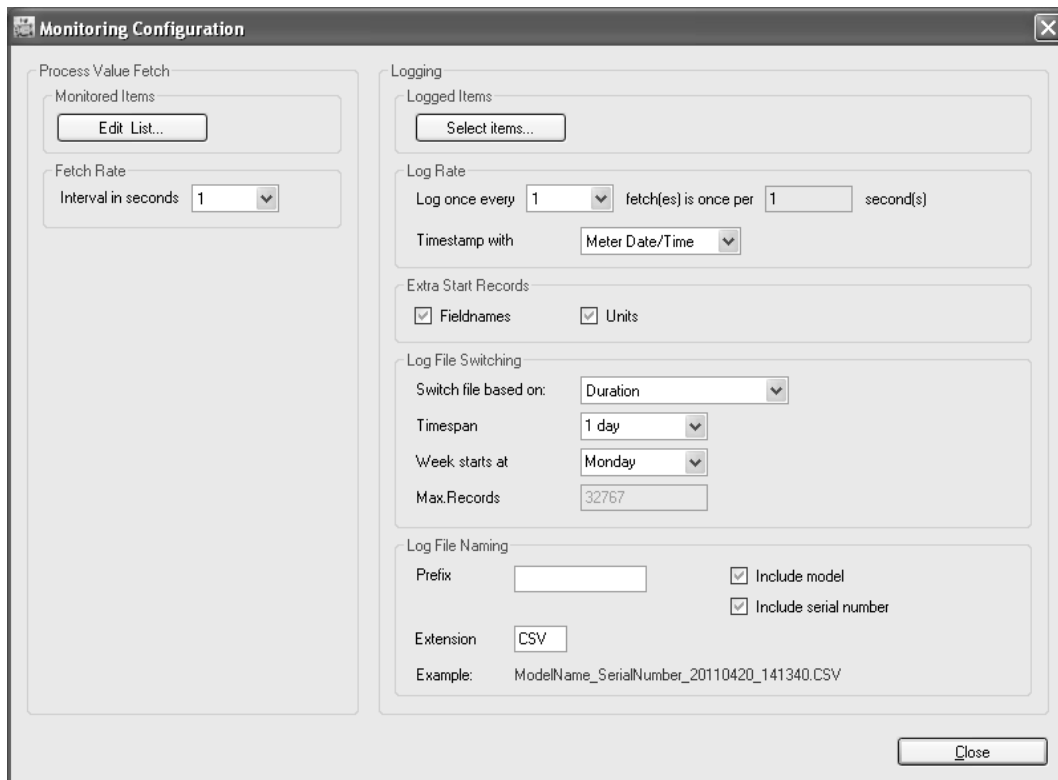 Monitoring Configuration
Process Value Fetch
Monitored Items
Edit List...
Fetch Rate
Interval in seconds 1
Logging
Logged Items
Select items...
Log Rate
Log once every 1 fetch(es) is once per 1 second(s)
Timestamp with Meter Date/Time
Extra Start Records
Fieldnames Units
Log File Switching
Switch file based on: Duration
Timespan 1 day
Week starts at Monday
Max.Records 32767
Log File Naming
Prefix Include model
Include serial number
Extension CSV
Example: ModelName_SerialNumber_20110420_141340.CSV
Close